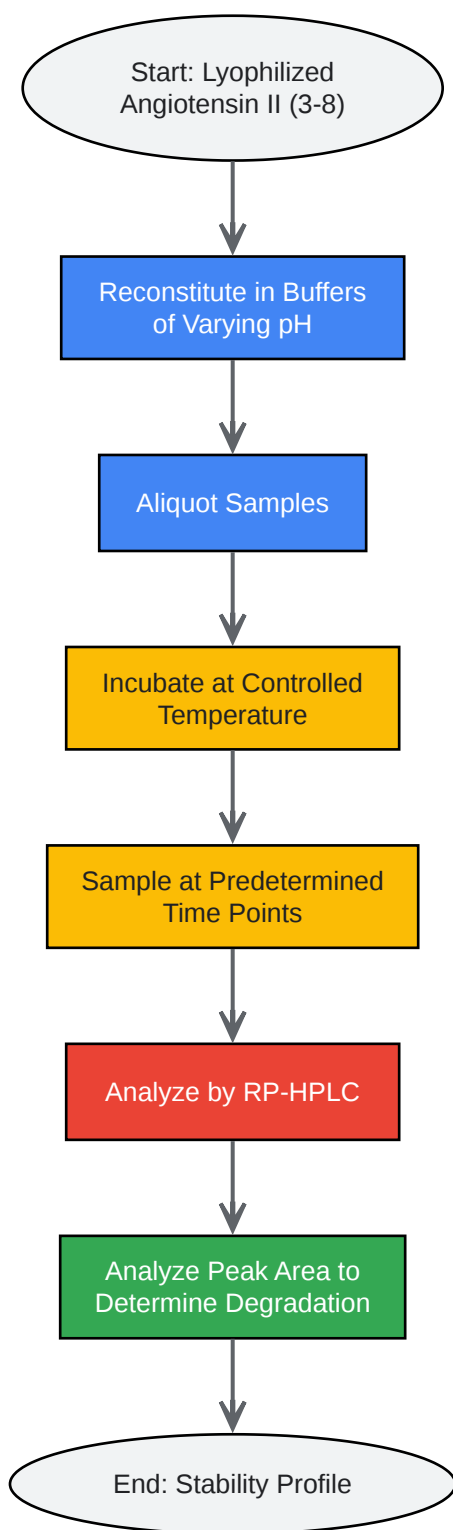 Start: Lyophilized
Angiotensin II (3-8)
Reconstitute in Buffers
of Varying pH
Aliquot Samples
Incubate at Controlled
Temperature
Sample at Predetermined
Time Points
Analyze by RP-HPLC
Analyze Peak Area to
Determine Degradation
End: Stability Profile